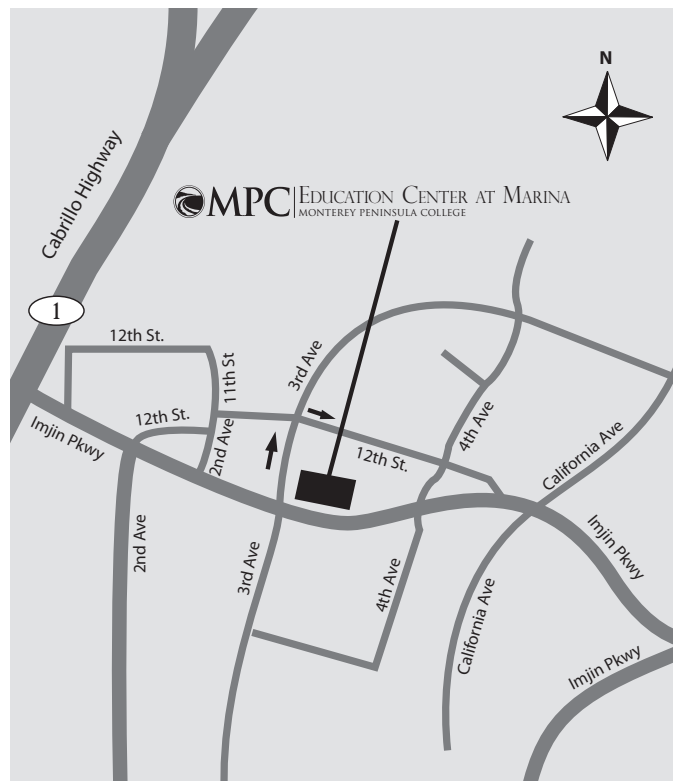 N
Cabrillo Highway
MPC EDUCATION CENTER AT MARINA
MONTEREY PENINSULA COLLEGE
1
12th St.
11th St
3rd Ave
12th St.
2nd Ave
Imjin Pkwy
12th St.
4th Ave
California Ave
2nd Ave
3rd Ave
4th Ave
Imjin Pkwy
California Ave
Imjin Pkwy